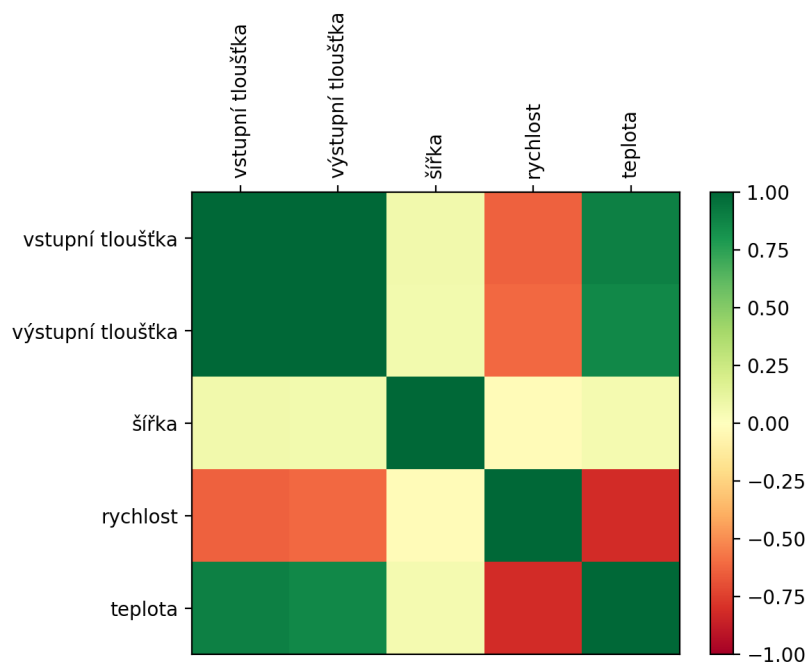 vstupní tloušťka
výstupní tloušťka
šířka
rychlost
teplota
vstupní tloušťka
výstupní tloušťka
šířka
rychlost
teplota
1.00
0.75
0.50
0.25
0.00
−0.25
−0.50
−0.75
−1.00